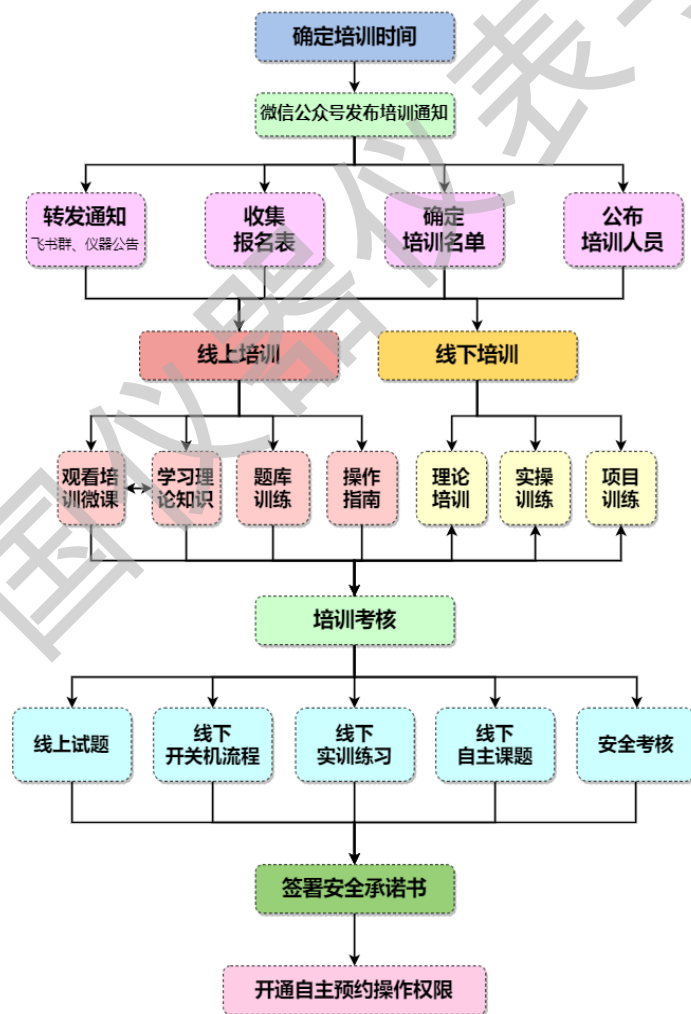 确定培训时间
微信公众号发布培训通知
转发通知
飞书群、仪器公告
收集
报名表
确定
培训名单
公布
培训人员
线上培训
线下培训
观看培
训微课
学习理
论知识
题库
训练
操作
指南
理论
培训
实操
训练
项目
训练
培训考核
线上试题
线下
开关机流程
线下
实训练习
线下
自主课题
安全考核
签署安全承诺书
开通自主预约操作权限
国仪器仪表